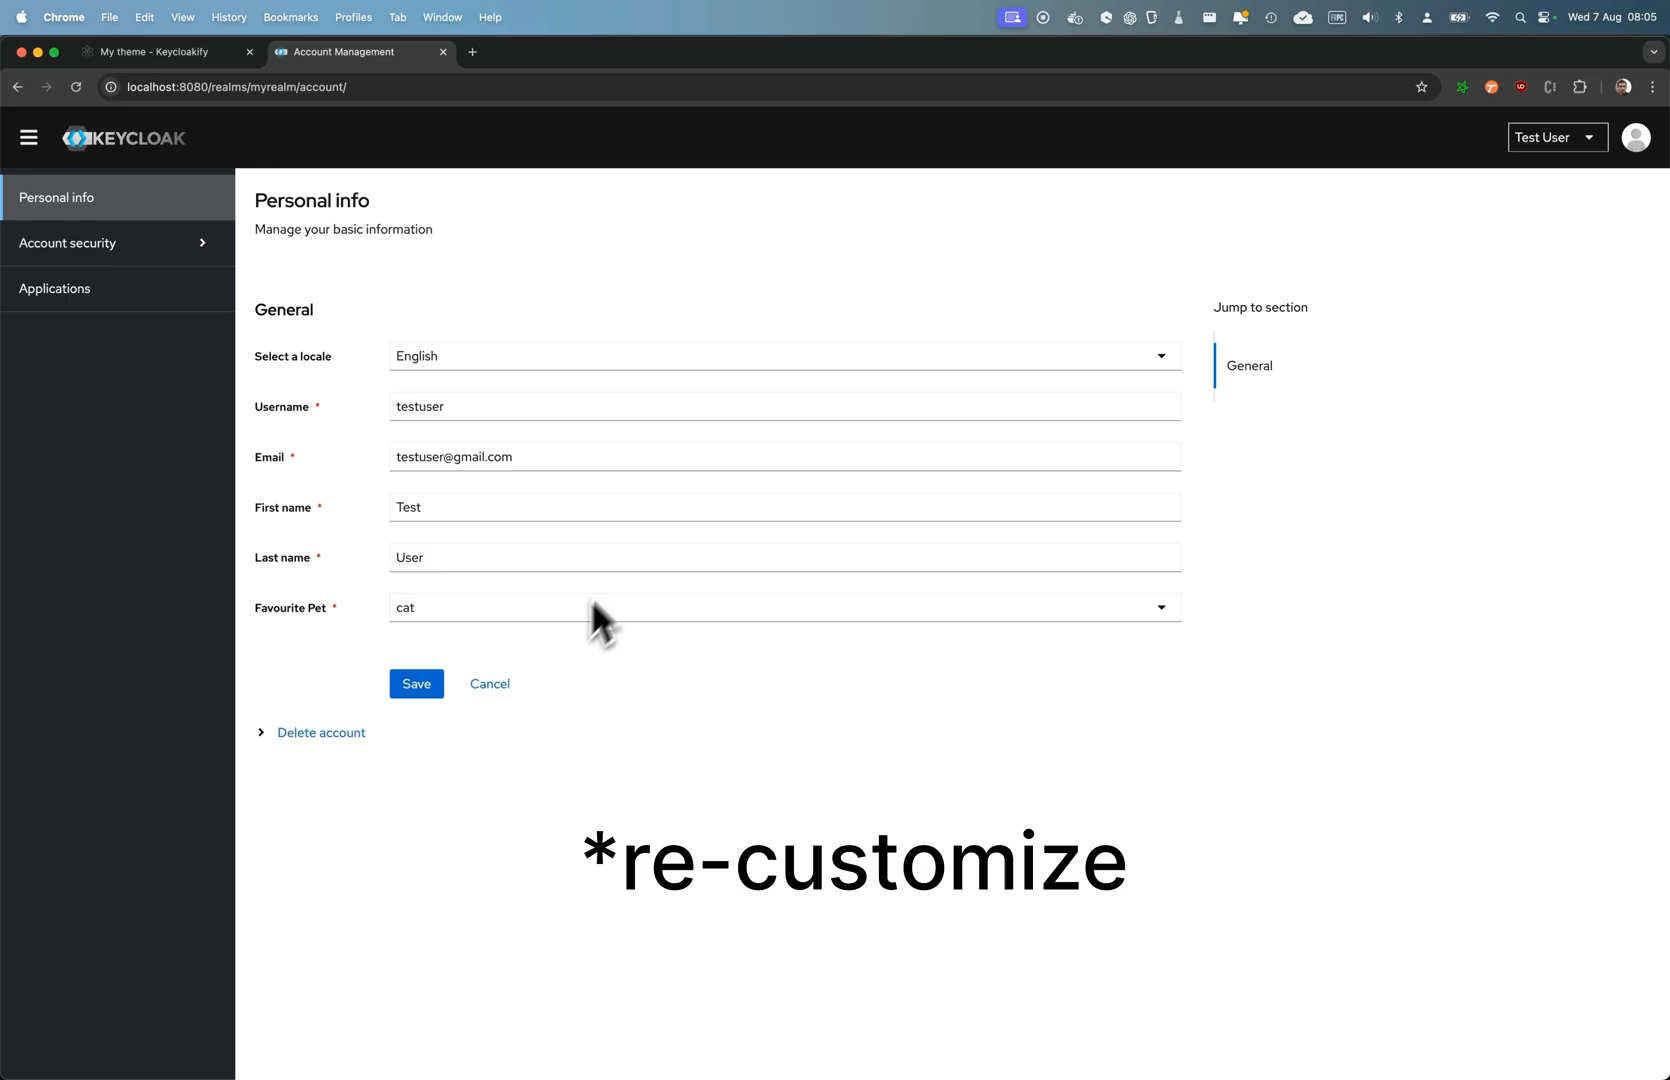 Chrome File Edit View History Bookmarks Profiles Tab Window Help Wed 7 Aug 08:05
My theme - Keycloakify Account Management
localhost:8080/realms/myrealm/account/
KEYCLOAK Test User
Personal info
Account security
Applications
Personal info
Manage your basic information
General
Jump to section
General
Select a locale English
Username * testuser
Email * testuser@gmail.com
First name * Test
Last name * User
Favourite Pet * cat
Save Cancel
Delete account
*re-customize